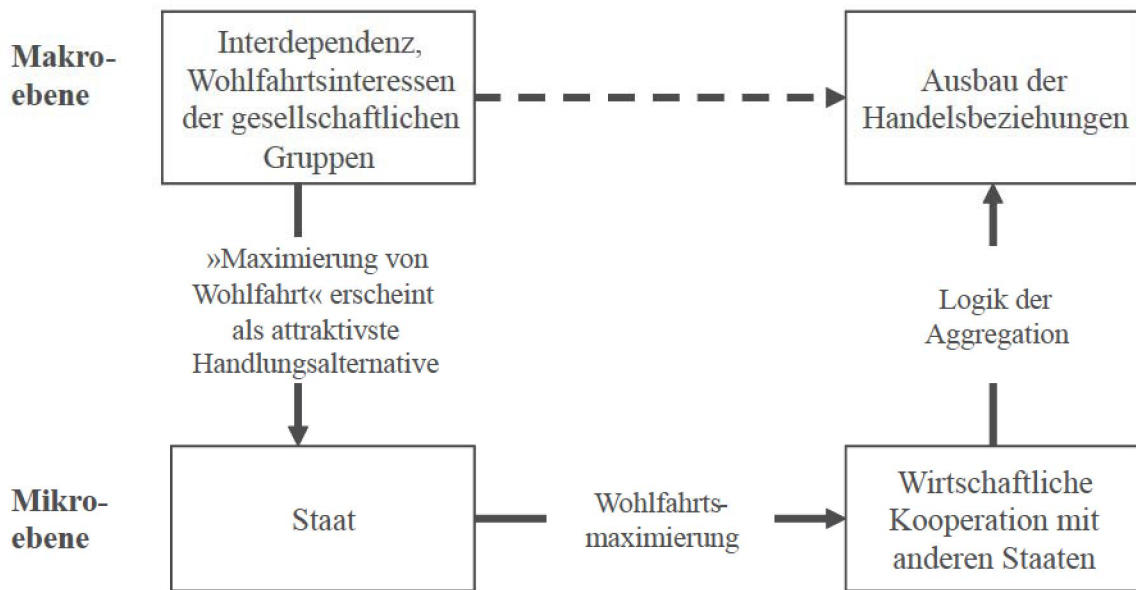 Makro-
ebene
Interdependenz,
Wohlfahrtsinteressen
der gesellschaftlichen
Gruppen
Ausbau der
Handelsbeziehungen
»Maximierung von
Wohlfahrt« erscheint
als attraktivste
Handlungsalternative
Logik der
Aggregation
Mikro-
ebene
Staat
Wohlfahrts-
maximierung
Wirtschaftliche
Kooperation mit
anderen Staaten